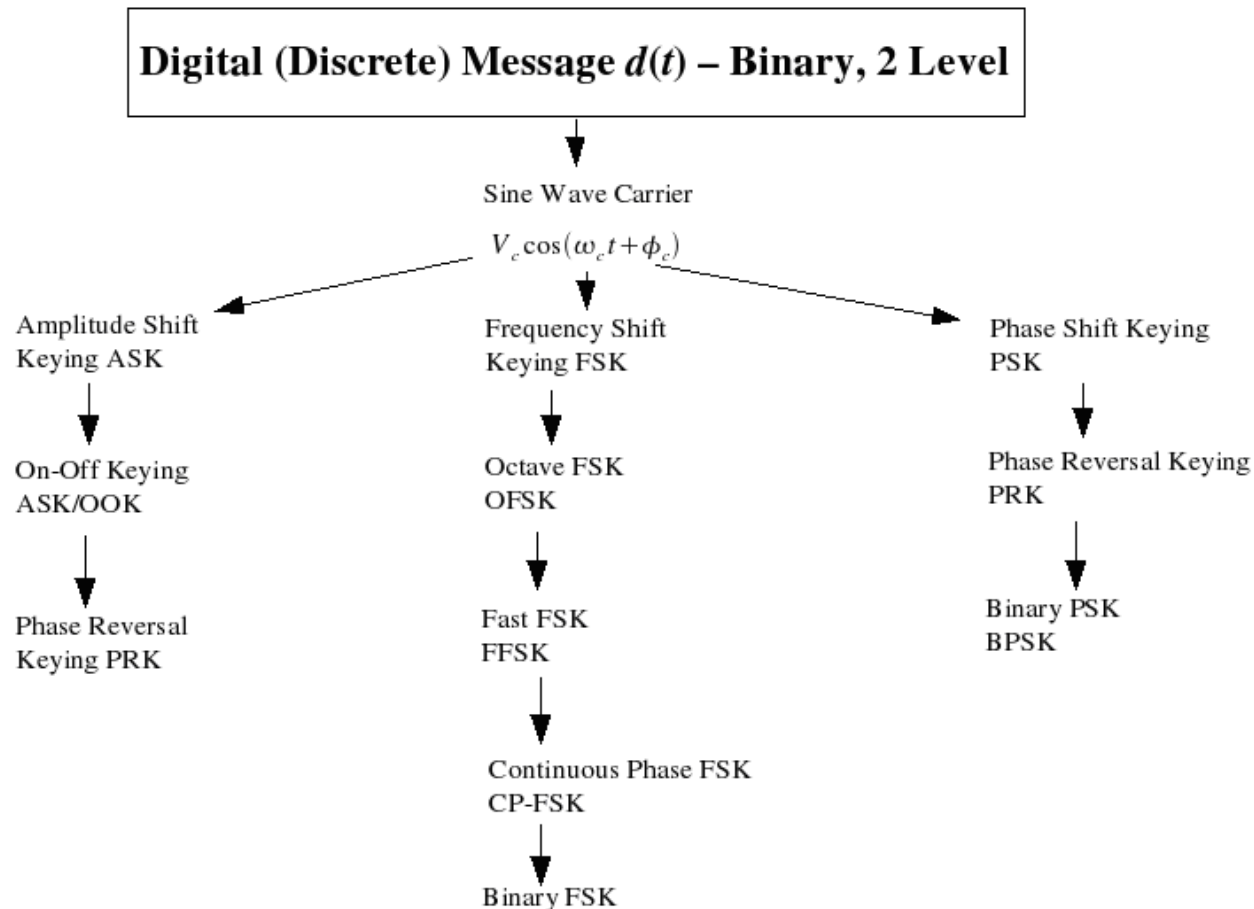 Digital (Discrete) Message d(t) – Binary, 2 Level
Sine Wave Carrier
V_c cos(ω_c t+ϕ_c)
Amplitude Shift
Keying ASK
On-Off Keying
ASK/OOK
Phase Reversal
Keying PRK
Frequency Shift
Keying FSK
Octave FSK
OFSK
Fast FSK
FFSK
Continuous Phase FSK
CP-FSK
Binary FSK
Phase Shift Keying
PSK
Phase Reversal Keying
PRK
Binary PSK
BPSK